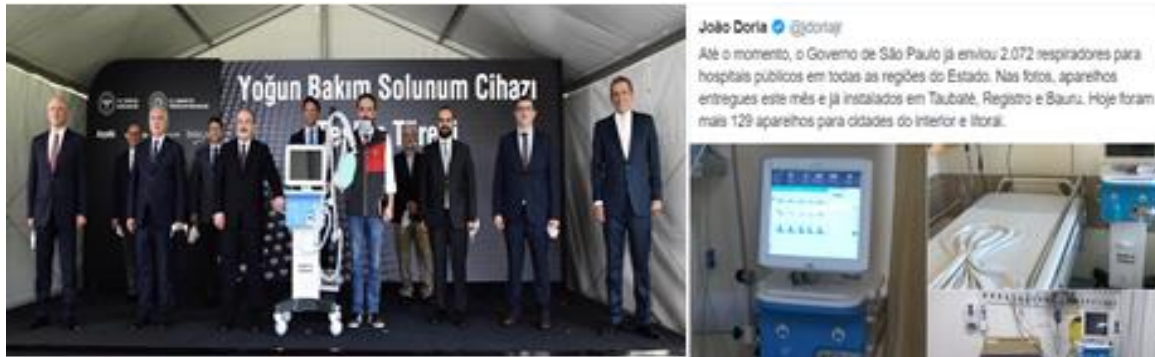 Yoğun Bakım Solunum Cihazı
Töreni
João Doria @jdoriajr
Até o momento, o Governo de São Paulo já enviou 2.072 respiradores para
hospitais públicos em todas as regiões do Estado. Nas fotos, aparelhos
entregues este mês e já instalados em Taubaté, Registro e Bauru. Hoje foram
mais 129 aparelhos para cidades do interior e litoral.